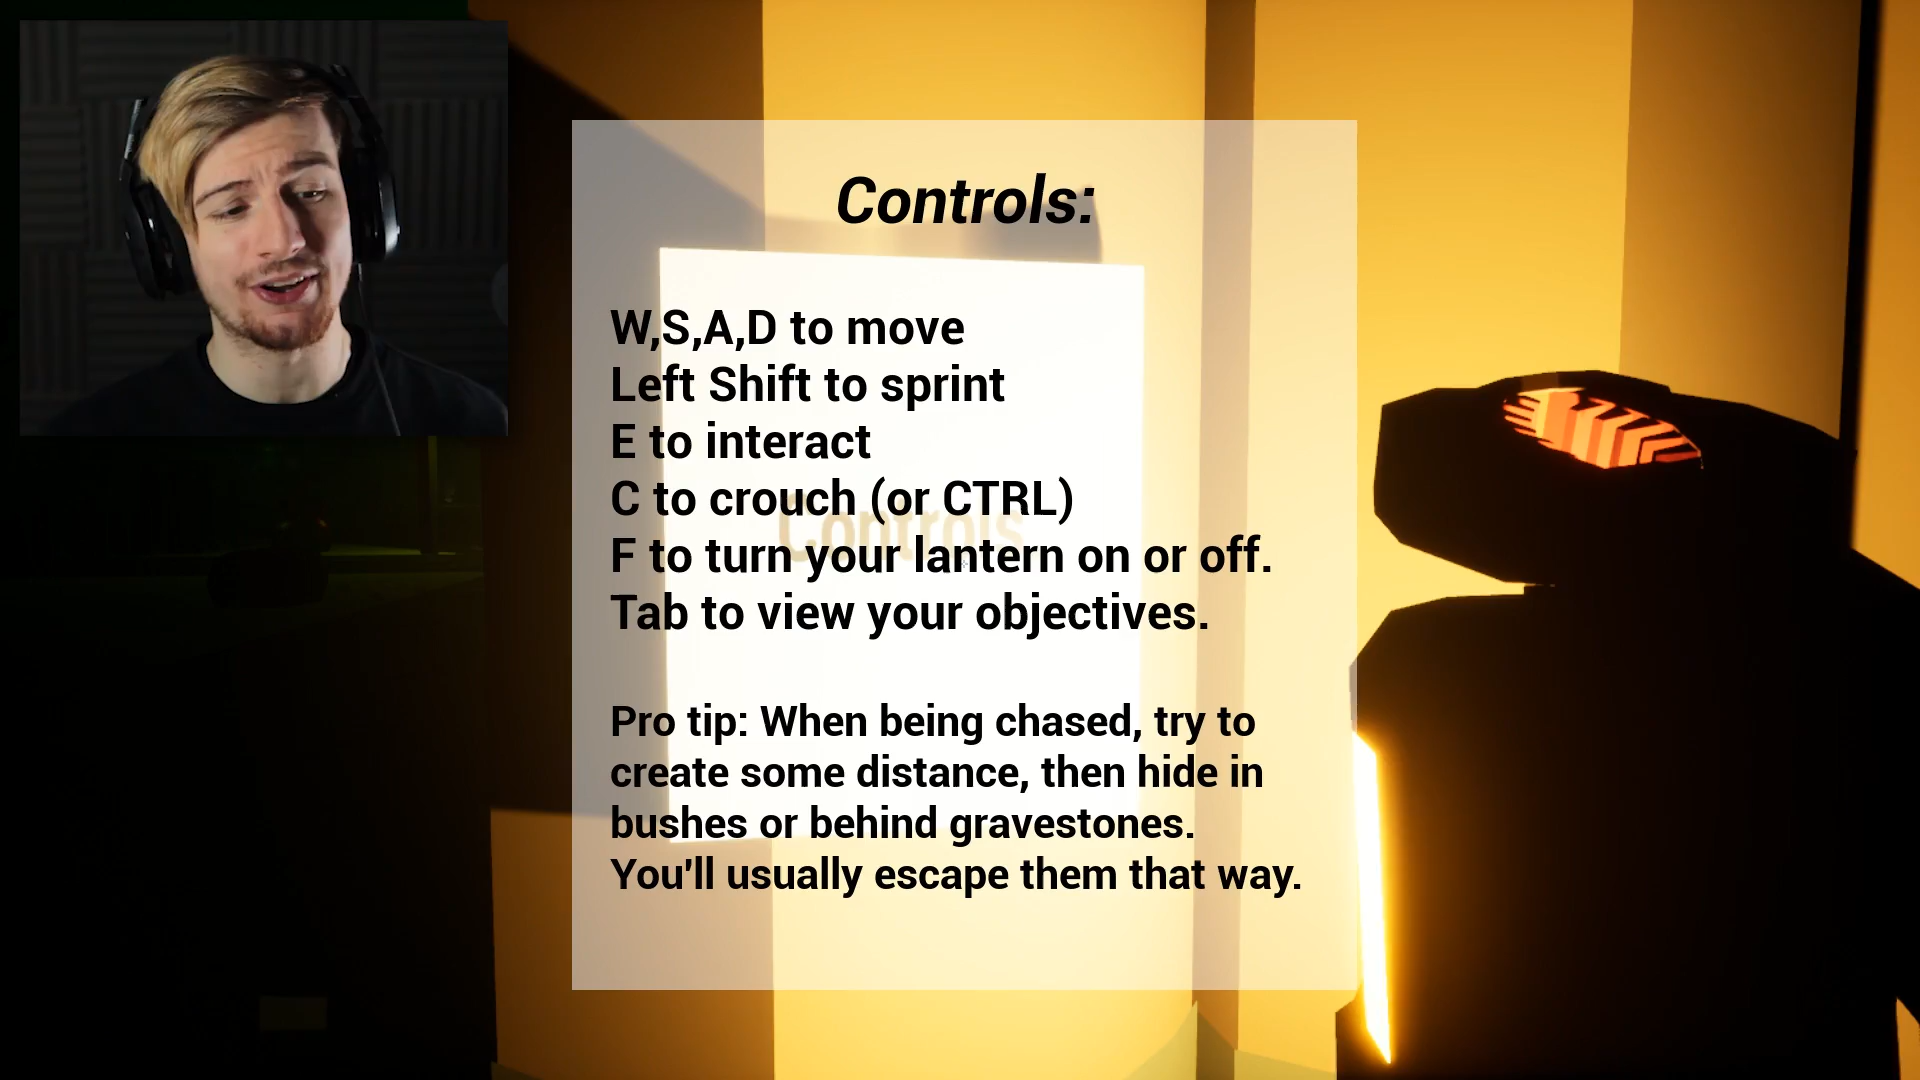 Controls:
W,S,A,D to move
Left Shift to sprint
E to interact
C to crouch (or CTRL)
Controls
F to turn your lantern on or off.
Tab to view your objectives.
Pro tip: When being chased, try to
create some distance, then hide in
bushes or behind gravestones.
You'll usually escape them that way.